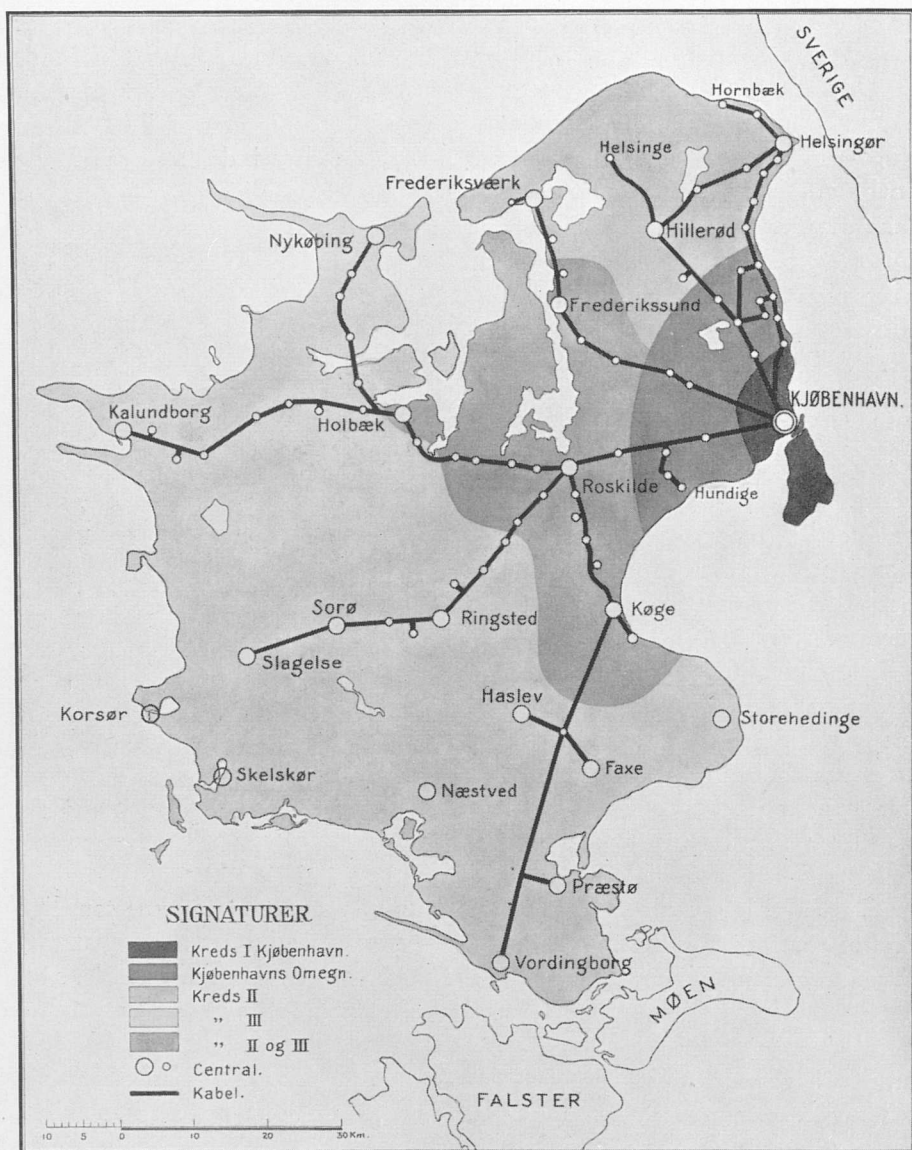 SVERIGE
Hornbæk
Helsingør
Helsinge
Frederiksværk
Nykøbing
Hillerød
Frederikssund
Kalundborg
Holbæk
KJØBENHAVN.
Roskilde
Hundige
Sorø
Ringsted
Køge
Slagelse
Haslev
Korsør
Storehedinge
Skelskør
Faxe
Næstved
Præstø
Vordingborg
MØEN
FALSTER
SIGNATURER
Kreds I Kjøbenhavn.
Kjøbenhavns Omegn.
Kreds II
" III
" II og III
Central.
Kabel.
10 5 0 10 20 30 Km.